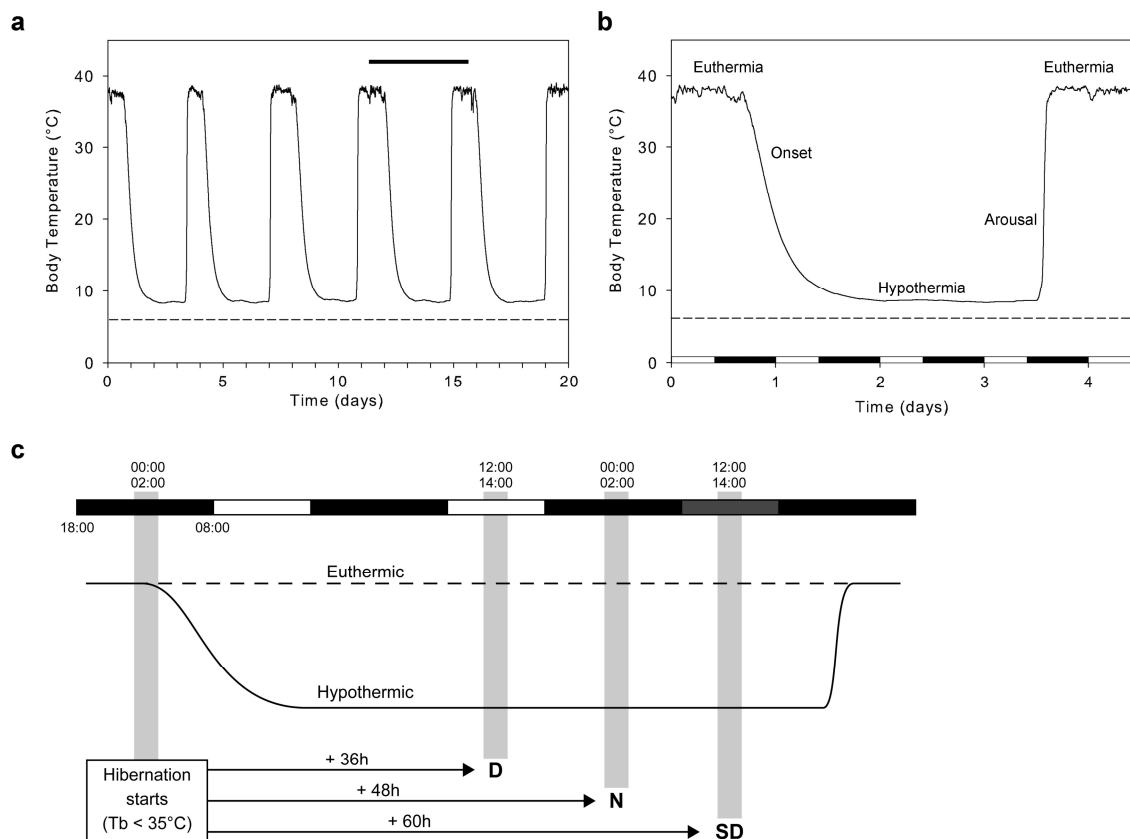 a
40
30
20
10
0
Body Temperature (°C)
0 5 10 15 20
Time (days)
b
Euthermia Euthermia
Onset
Arousal
Hypothermia
40
30
20
10
0
Body Temperature (°C)
0 1 2 3 4
Time (days)
c
00:00 12:00 00:00 12:00
02:00 14:00 02:00 14:00
18:00 08:00
Euthermic
Hypothermic
Hibernation
starts
(Tb < 35°C)
+ 36h D
+ 48h N
+ 60h SD